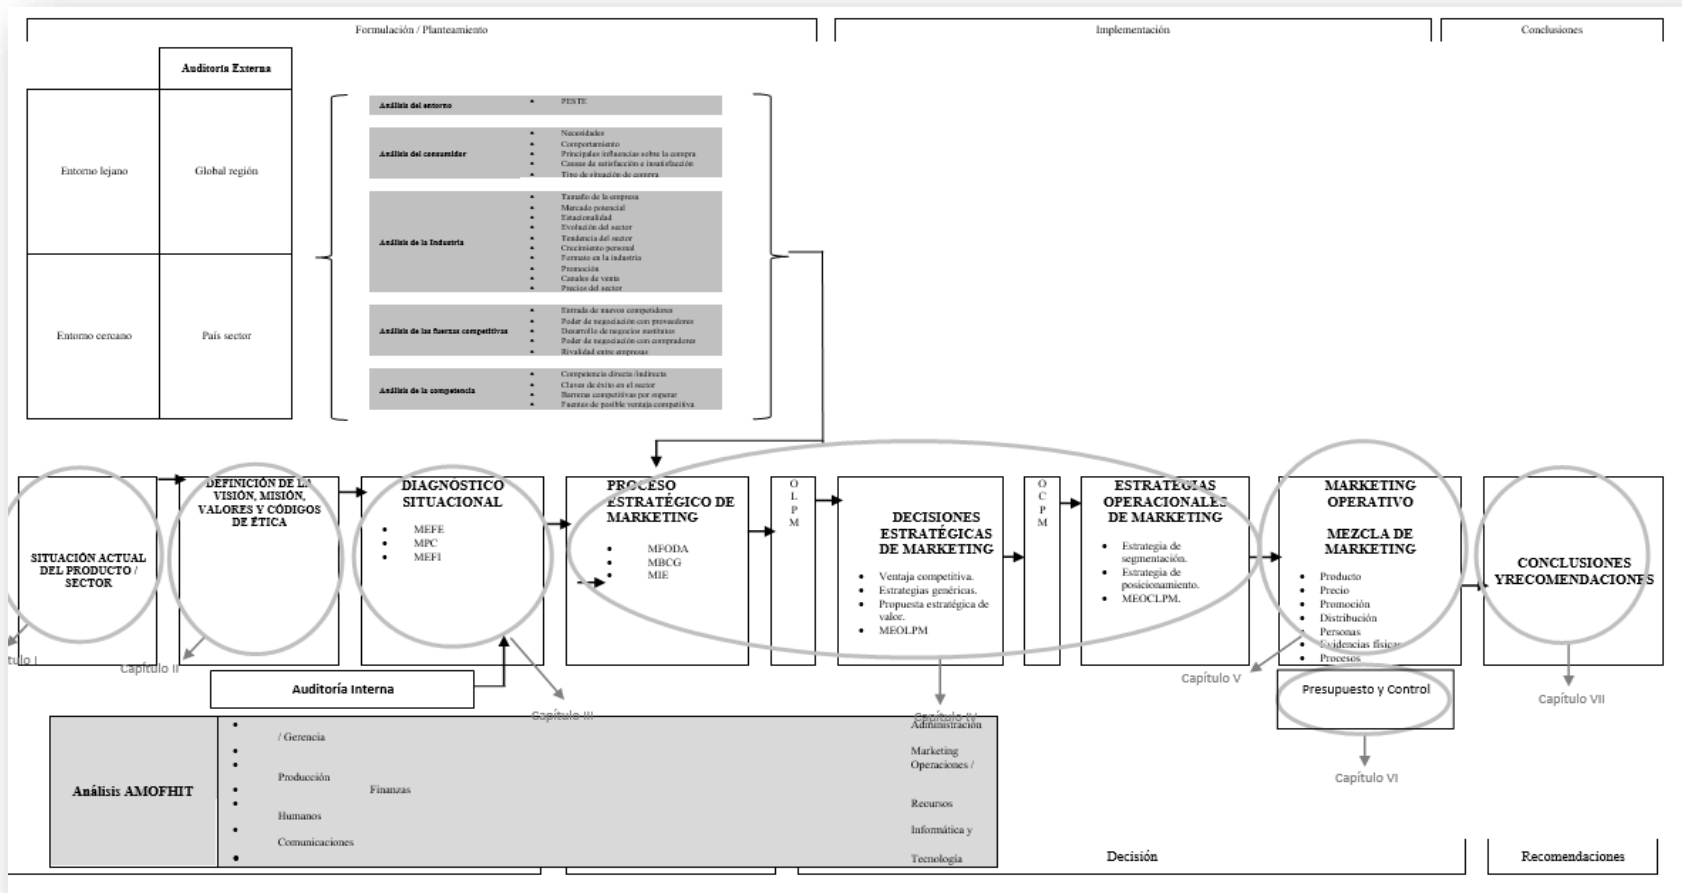 Formulación / Planteamiento
Implementación
Conclusiones
Auditoría Externa
Entorno lejano
Global región
Entorno cercano
País sector
Análisis del entorno
• PESTE
Análisis del consumidor
• Necesidades
• Comportamiento
• Principales influencias sobre la compra
• Causas de satisfacción e insatisfacción
• Tipo de situación de compra
Análisis de la Industria
• Tamaño de la empresa
• Mercado potencial
• Estacionalidad
• Evolución del sector
• Tendencia del sector
• Crecimiento personal
• Formato en la industria
• Promoción
• Canales de venta
• Precios del sector
Análisis de las fuerzas competitivas
• Entrada de nuevos competidores
• Poder de negociación con proveedores
• Desarrollo de negocios sustitutos
• Poder de negociación con compradores
• Rivalidad entre empresas
Análisis de la competencia
• Competencia directa /indirecta
• Claves de éxito en el sector
• Barreras competitivas por superar
• Fuentes de posible ventaja competitiva
SITUACIÓN ACTUAL
DEL PRODUCTO /
SECTOR
DEFINICIÓN DE LA
VISIÓN, MISIÓN,
VALORES Y CÓDIGOS
DE ÉTICA
DIAGNÓSTICO
SITUACIONAL
• MEFE
• MPC
• MEFI
PROCESO
ESTRATÉGICO DE
MARKETING
• MFODA
• MBCG
• MIE
O
L
P
M
DECISIONES
ESTRATÉGICAS
DE MARKETING
• Ventaja competitiva.
• Estrategias genéricas.
• Propuesta estratégica de
valor.
• MEOLPM
O
C
P
M
ESTRATEGIAS
OPERACIONALES
DE MARKETING
• Estrategia de
segmentación.
• Estrategia de
posicionamiento.
• MEOCLPM.
MARKETING
OPERATIVO
MEZCLA DE
MARKETING
• Producto
• Precio
• Promoción
• Distribución
• Personas
• Evidencias físicas
• Procesos
CONCLUSIONES
YRECOMENDACIONES
tulo I
Capítulo II
Capítulo III
Capítulo IV
Capítulo V
Presupuesto y Control
Capítulo VI
Capítulo VII
Auditoría Interna
Análisis AMOFHIT
• Administración
/ Gerencia
• Marketing
• Operaciones /
Producción
• Finanzas
• Recursos
Humanos
• Informática y
Comunicaciones
• Tecnología
Decisión
Recomendaciones